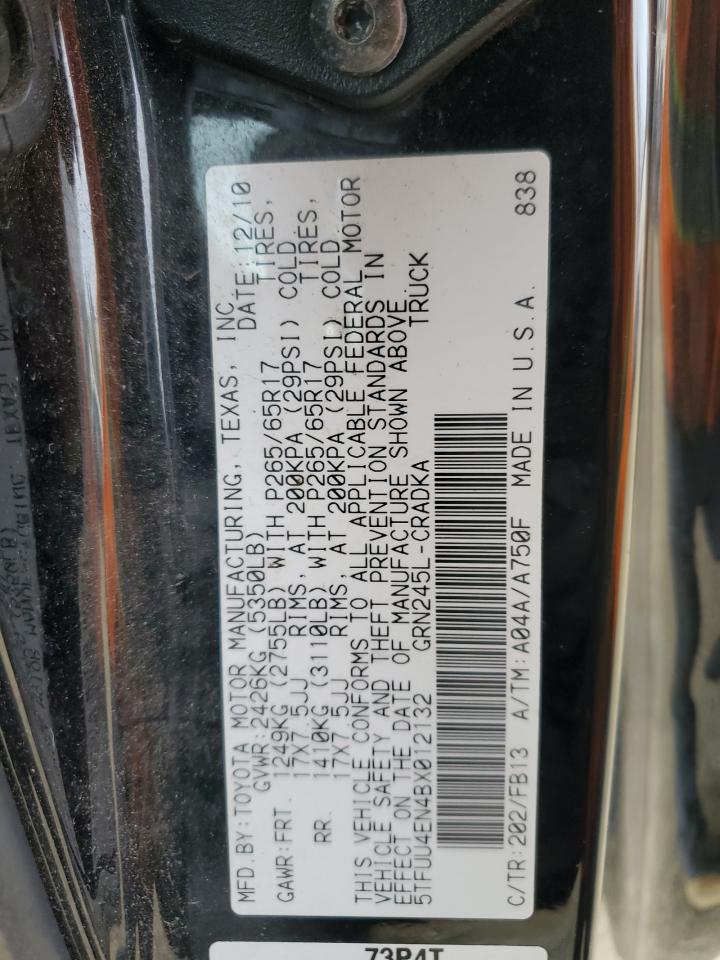 MFD.BY:TOYOTA MOTOR MANUFACTURING, TEXAS, INC
GVWR:2426KG (5350LB) DATE:12/10
GAWR:FRT. 1249KG (2755LB) WITH P265/65R17 TIRES,
17X7.5JJ RIMS, AT 200KPA (29PSI) COLD
RR. 1410KG (3110LB) WITH P265/65R17 TIRES,
17X7.5JJ RIMS, AT 200KPA (29PSI) COLD
THIS VEHICLE CONFORMS TO ALL APPLICABLE FEDERAL MOTOR
VEHICLE SAFETY AND THEFT PREVENTION STANDARDS IN
EFFECT ON THE DATE OF MANUFACTURE SHOWN ABOVE.
5TFUU4EN4BX012132 GRN245L-CRADKA TRUCK
C/TR:202/FB13 A/TM:A04A/A750F MADE IN U.S.A. 838
73P4T